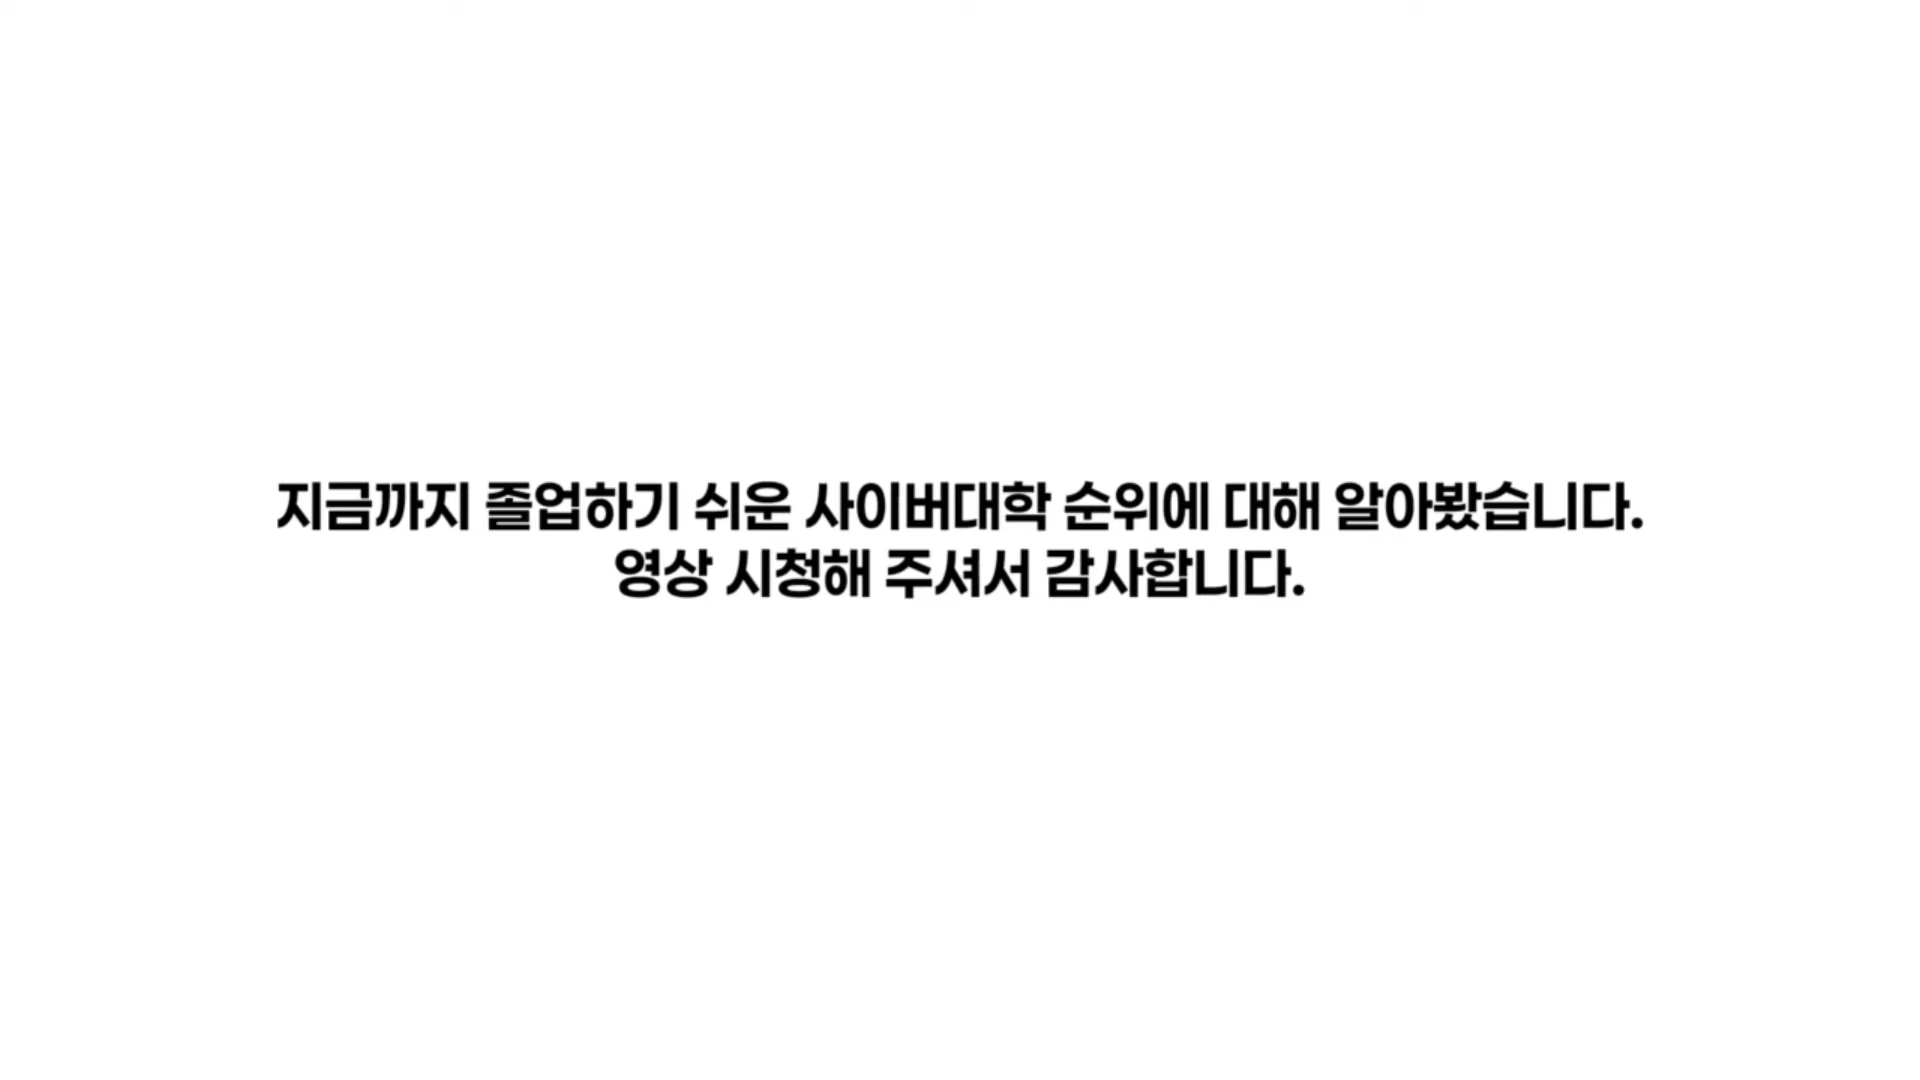 지금까지 졸업하기 쉬운 사이버대학 순위에 대해 알아봤습니다.
영상 시청해 주셔서 감사합니다.